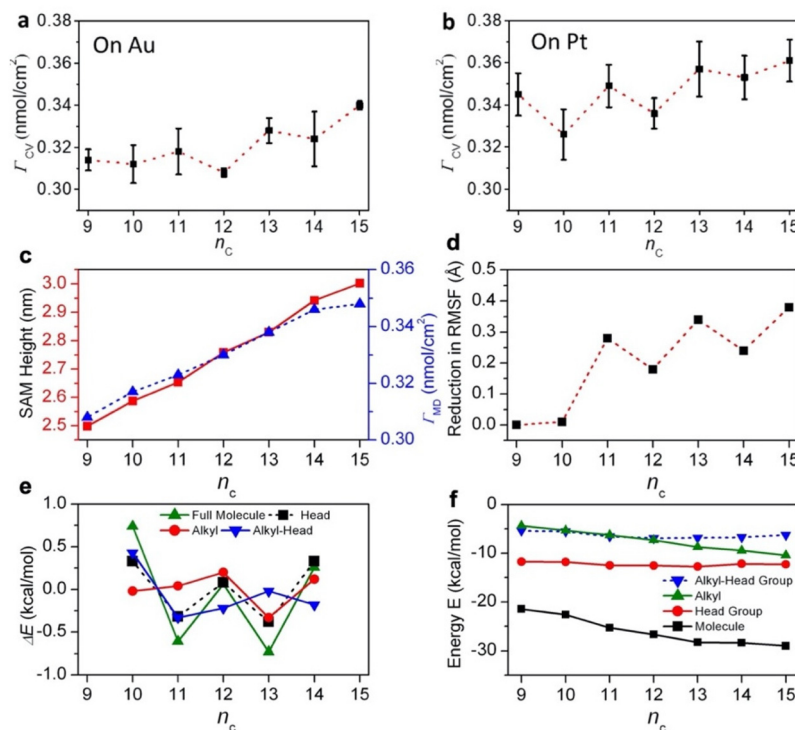 a
On Au
Γ_CV (nmol/cm²)
0.38
0.36
0.34
0.32
0.30
9 10 11 12 13 14 15
n_C
b
On Pt
Γ_CV (nmol/cm²)
0.38
0.36
0.34
0.32
0.30
9 10 11 12 13 14 15
n_C
c
SAM Height (nm)
3.0
2.9
2.8
2.7
2.6
2.5
0.36
0.34
0.32
0.30
Γ_MD (nmol/cm²)
9 10 11 12 13 14 15
n_c
d
Reduction in RMSF (Å)
0.5
0.4
0.3
0.2
0.1
0.0
9 10 11 12 13 14 15
n_c
e
ΔE (kcal/mol)
1.0
0.5
0.0
-0.5
-1.0
Full Molecule Head
Alkyl Alkyl-Head
9 10 11 12 13 14 15
n_c
f
Energy E (kcal/mol)
0
-10
-20
-30
Alkyl-Head Group
Alkyl
Head Group
Molecule
9 10 11 12 13 14 15
n_c